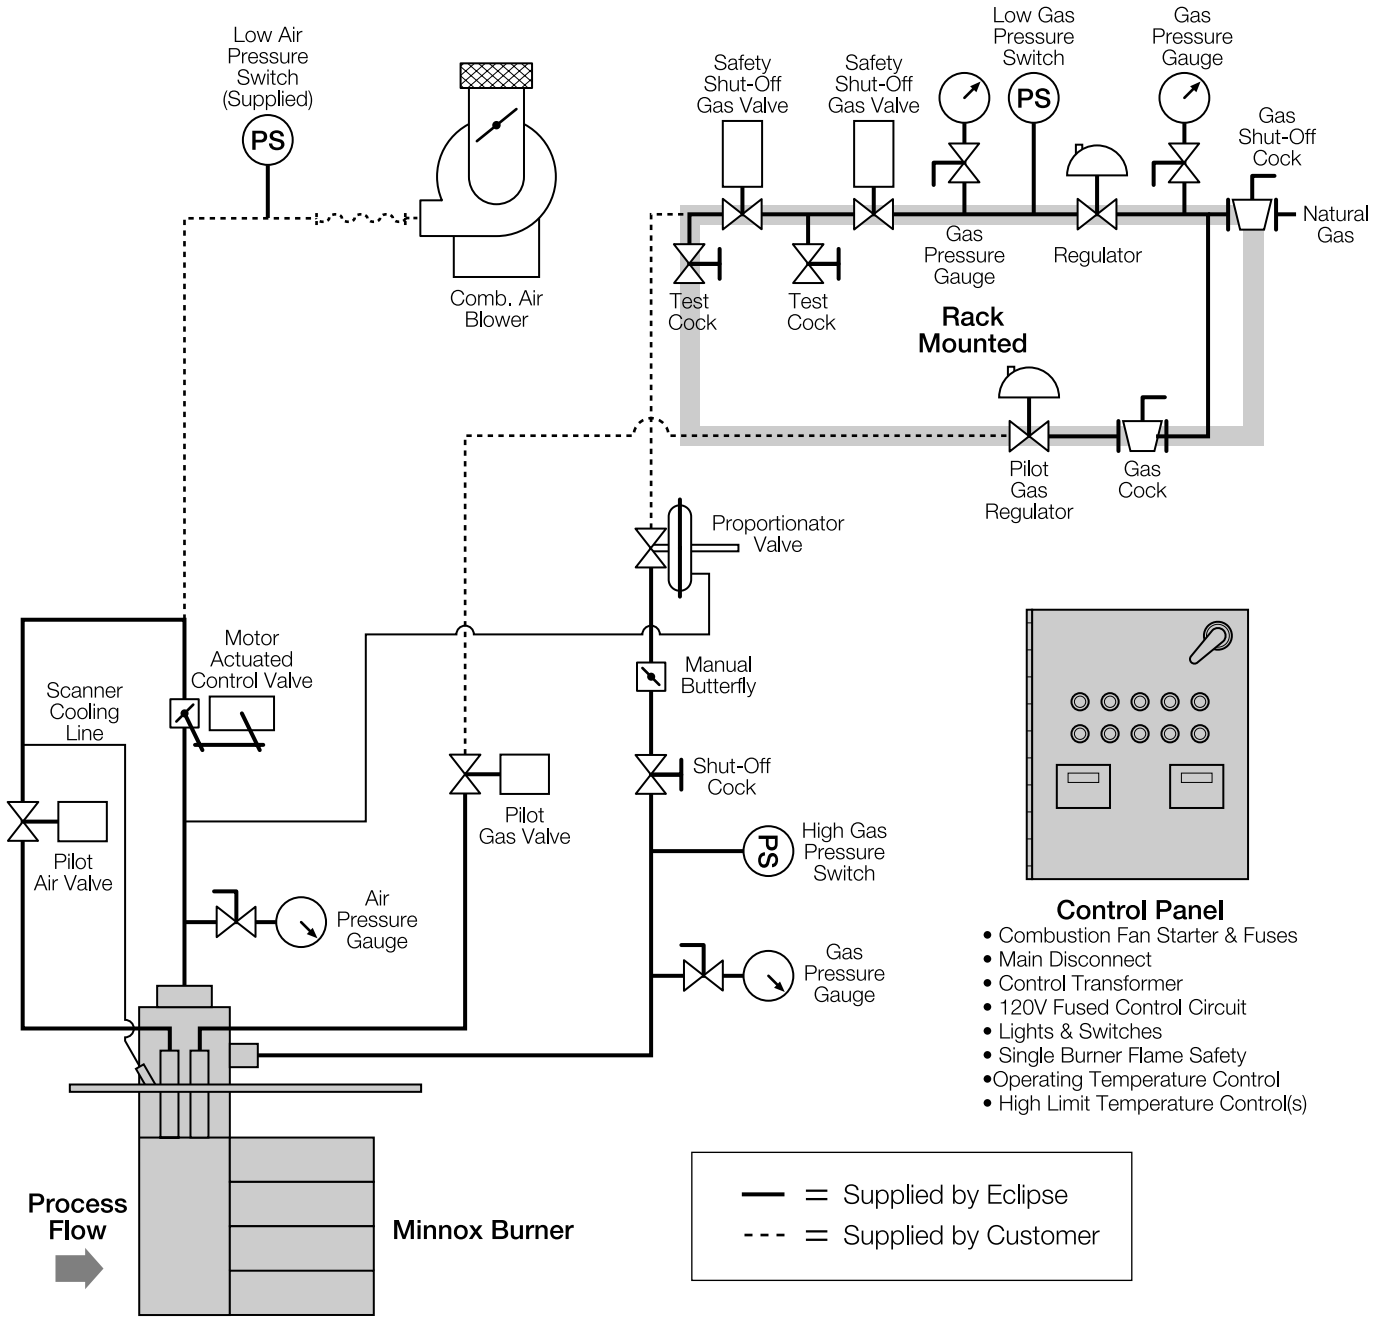 Low Air
Pressure
Switch
(Supplied)
PS
Comb. Air
Blower
Safety
Shut-Off
Gas Valve
Safety
Shut-Off
Gas Valve
Low Gas
Pressure
Switch
PS
Gas
Pressure
Gauge
Gas
Shut-Off
Cock
Natural
Gas
Test
Cock
Test
Cock
Gas
Pressure
Gauge
Regulator
Rack
Mounted
Pilot
Gas
Regulator
Gas
Cock
Proportionator
Valve
Motor
Actuated
Control Valve
Scanner
Cooling
Line
Manual
Butterfly
Shut-Off
Cock
Pilot
Gas Valve
Pilot
Air Valve
PS
High Gas
Pressure
Switch
Air
Pressure
Gauge
Gas
Pressure
Gauge
Control Panel
• Combustion Fan Starter & Fuses
• Main Disconnect
• Control Transformer
• 120V Fused Control Circuit
• Lights & Switches
• Single Burner Flame Safety
•Operating Temperature Control
• High Limit Temperature Control(s)
Process
Flow
Minnox Burner
= Supplied by Eclipse
= Supplied by Customer